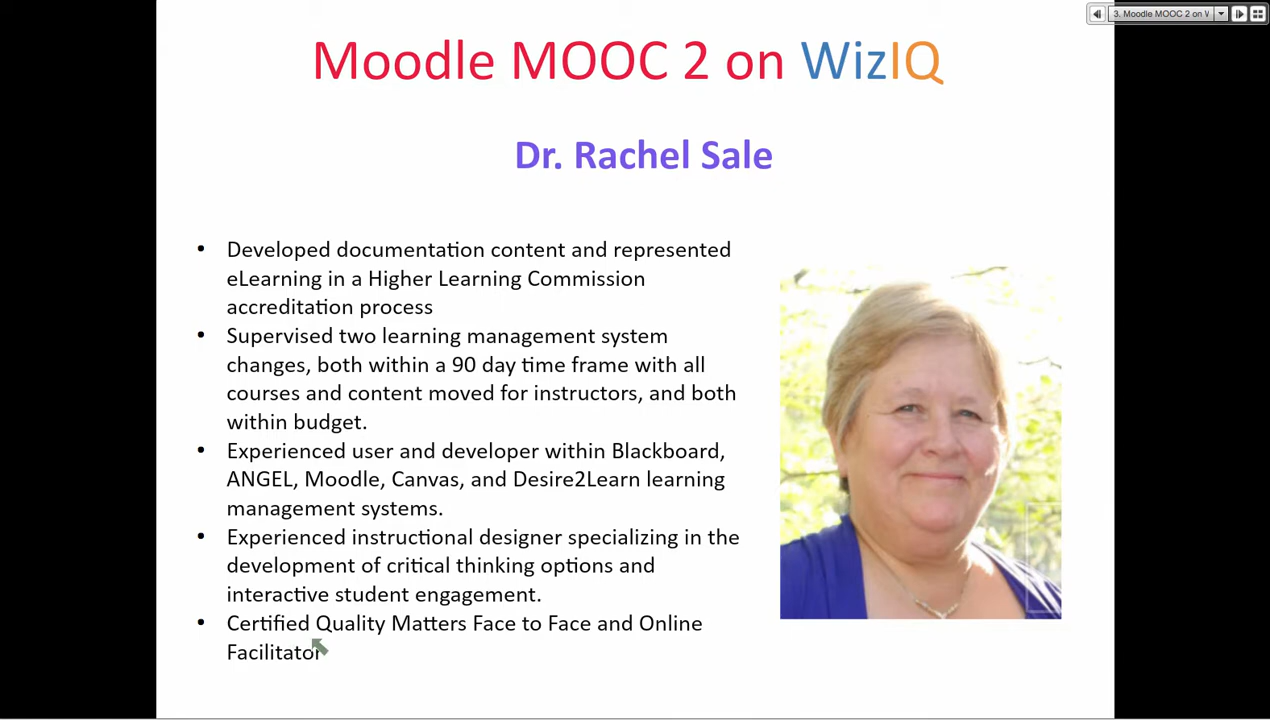 3. Moodle MOOC 2 on W
Moodle MOOC 2 on WizIQ
Dr. Rachel Sale
• Developed documentation content and represented
eLearning in a Higher Learning Commission
accreditation process
• Supervised two learning management system
changes, both within a 90 day time frame with all
courses and content moved for instructors, and both
within budget.
• Experienced user and developer within Blackboard,
ANGEL, Moodle, Canvas, and Desire2Learn learning
management systems.
• Experienced instructional designer specializing in the
development of critical thinking options and
interactive student engagement.
• Certified Quality Matters Face to Face and Online
Facilitator